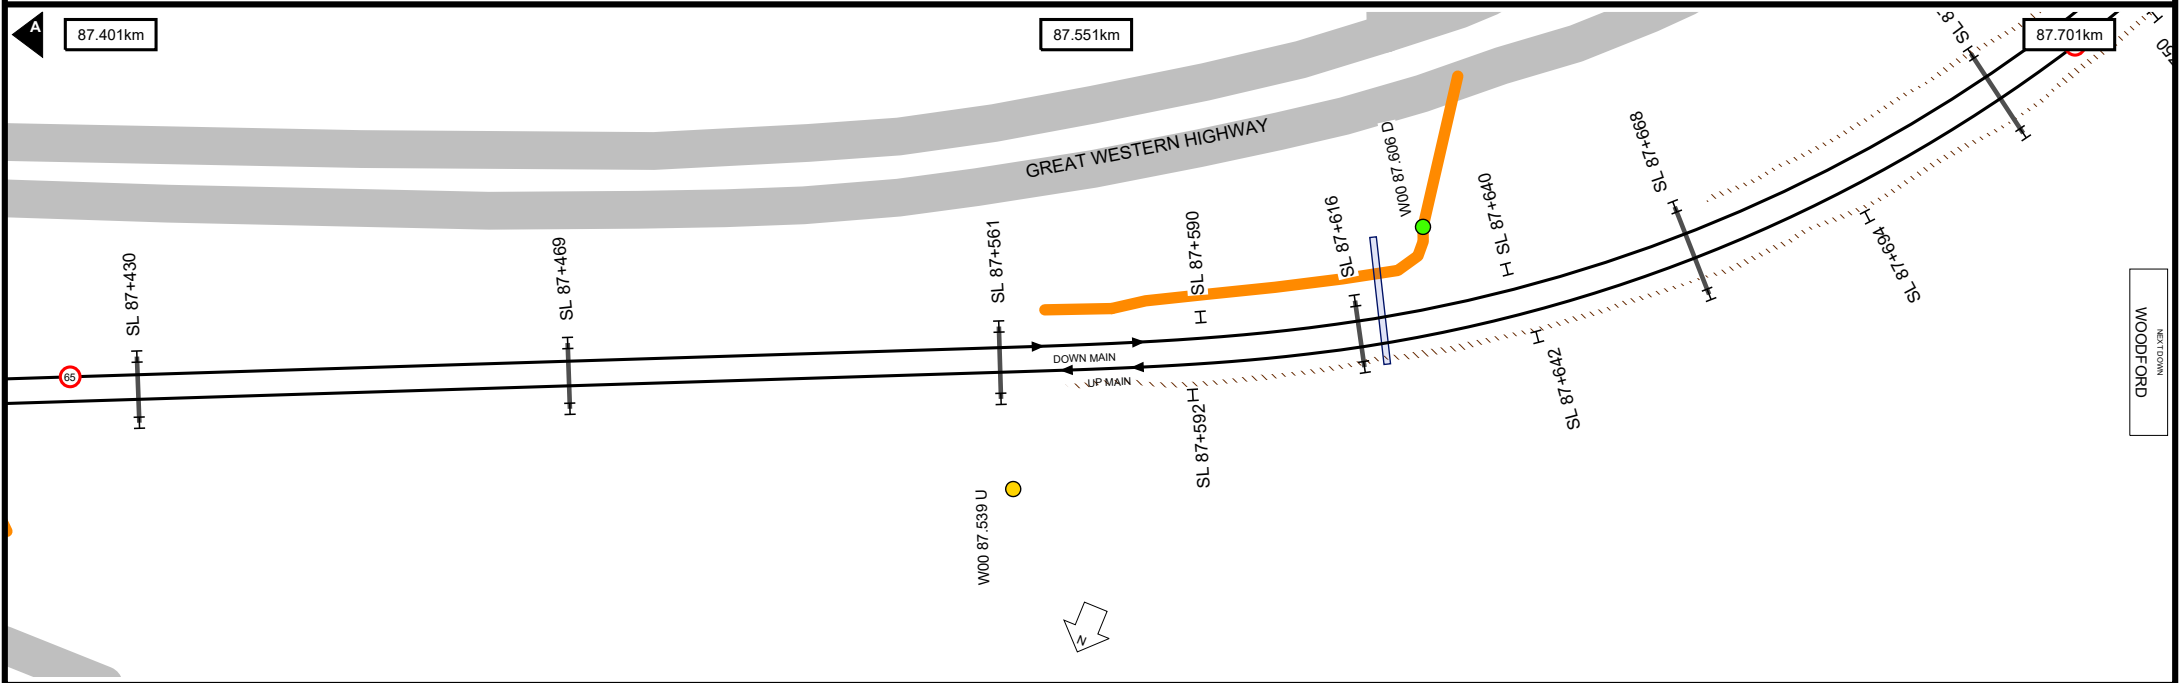 A
87.401km
87.551km
87.701km
GREAT WESTERN HIGHWAY
SL 87+430
SL 87+469
SL 87+561
SL 87+590
SL 87+616
W00 87.606 D
SL 87+640
SL 87+668
65
DOWN MAIN
UP MAIN
SL 87+592
SL 87+642
SL 87+694
W00 87.539 U
NEXT DOWN
WOODFORD
N